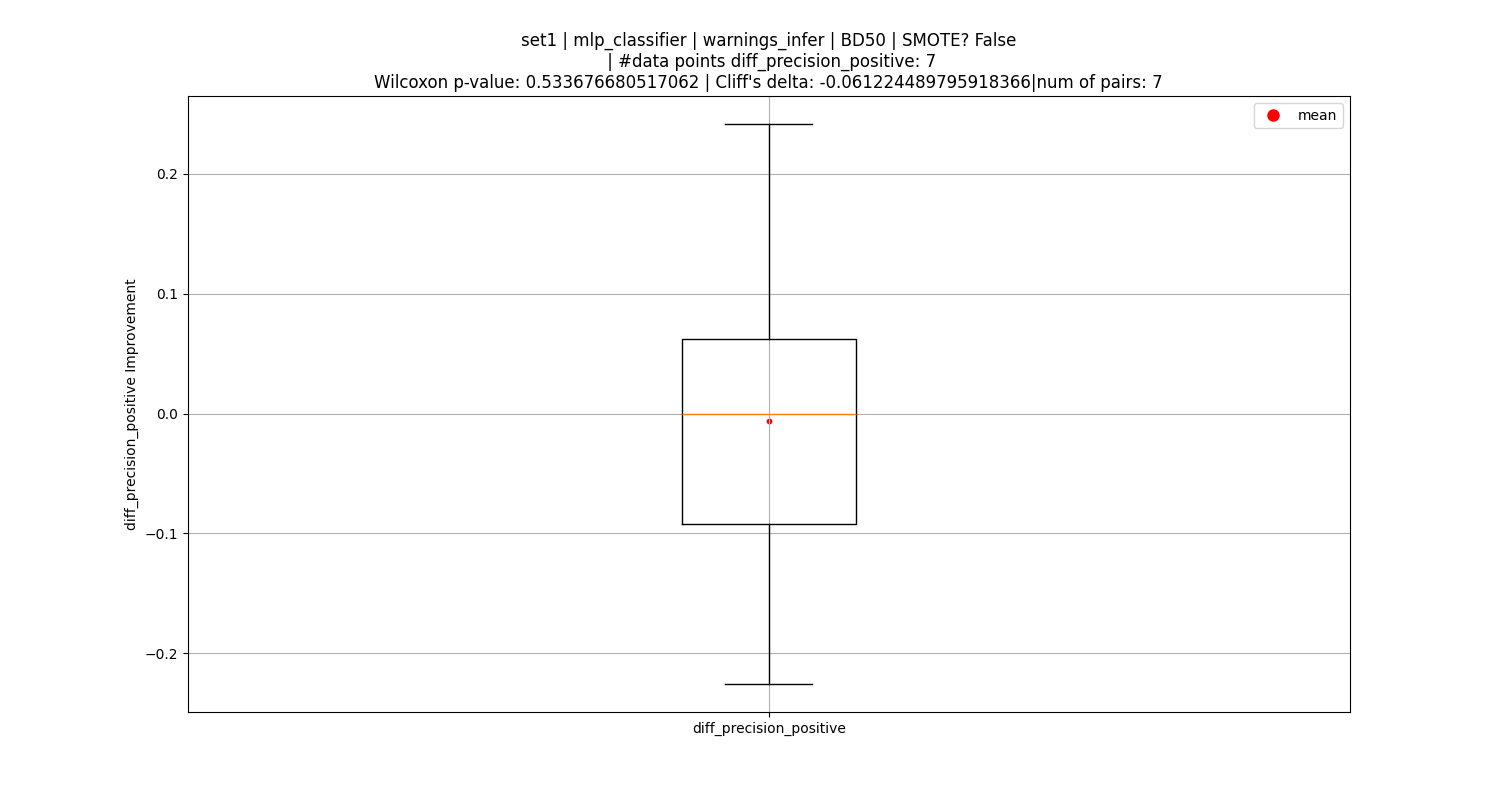 set1 | mlp_classifier | warnings_infer | BD50 | SMOTE? False
| #data points diff_precision_positive: 7
Wilcoxon p-value: 0.533676680517062 | Cliff's delta: -0.061224489795918366|num of pairs: 7
mean
0.2
0.1
0.0
−0.1
−0.2
diff_precision_positive Improvement
diff_precision_positive